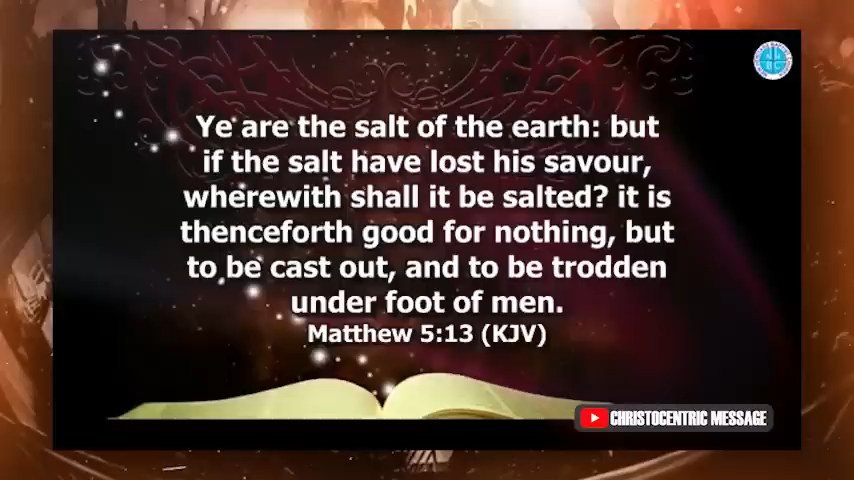 Ye are the salt of the earth: but
if the salt have lost his savour,
wherewith shall it be salted? it is
thenceforth good for nothing, but
to be cast out, and to be trodden
under foot of men.
Matthew 5:13 (KJV)
CHRISTOCENTRIC MESSAGE